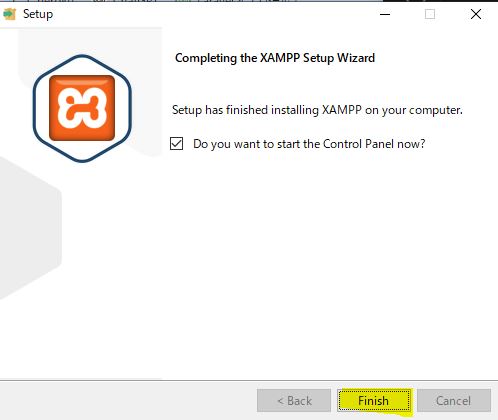 Setup
Completing the XAMPP Setup Wizard
Setup has finished installing XAMPP on your computer.
Do you want to start the Control Panel now?
< Back
Finish
Cancel